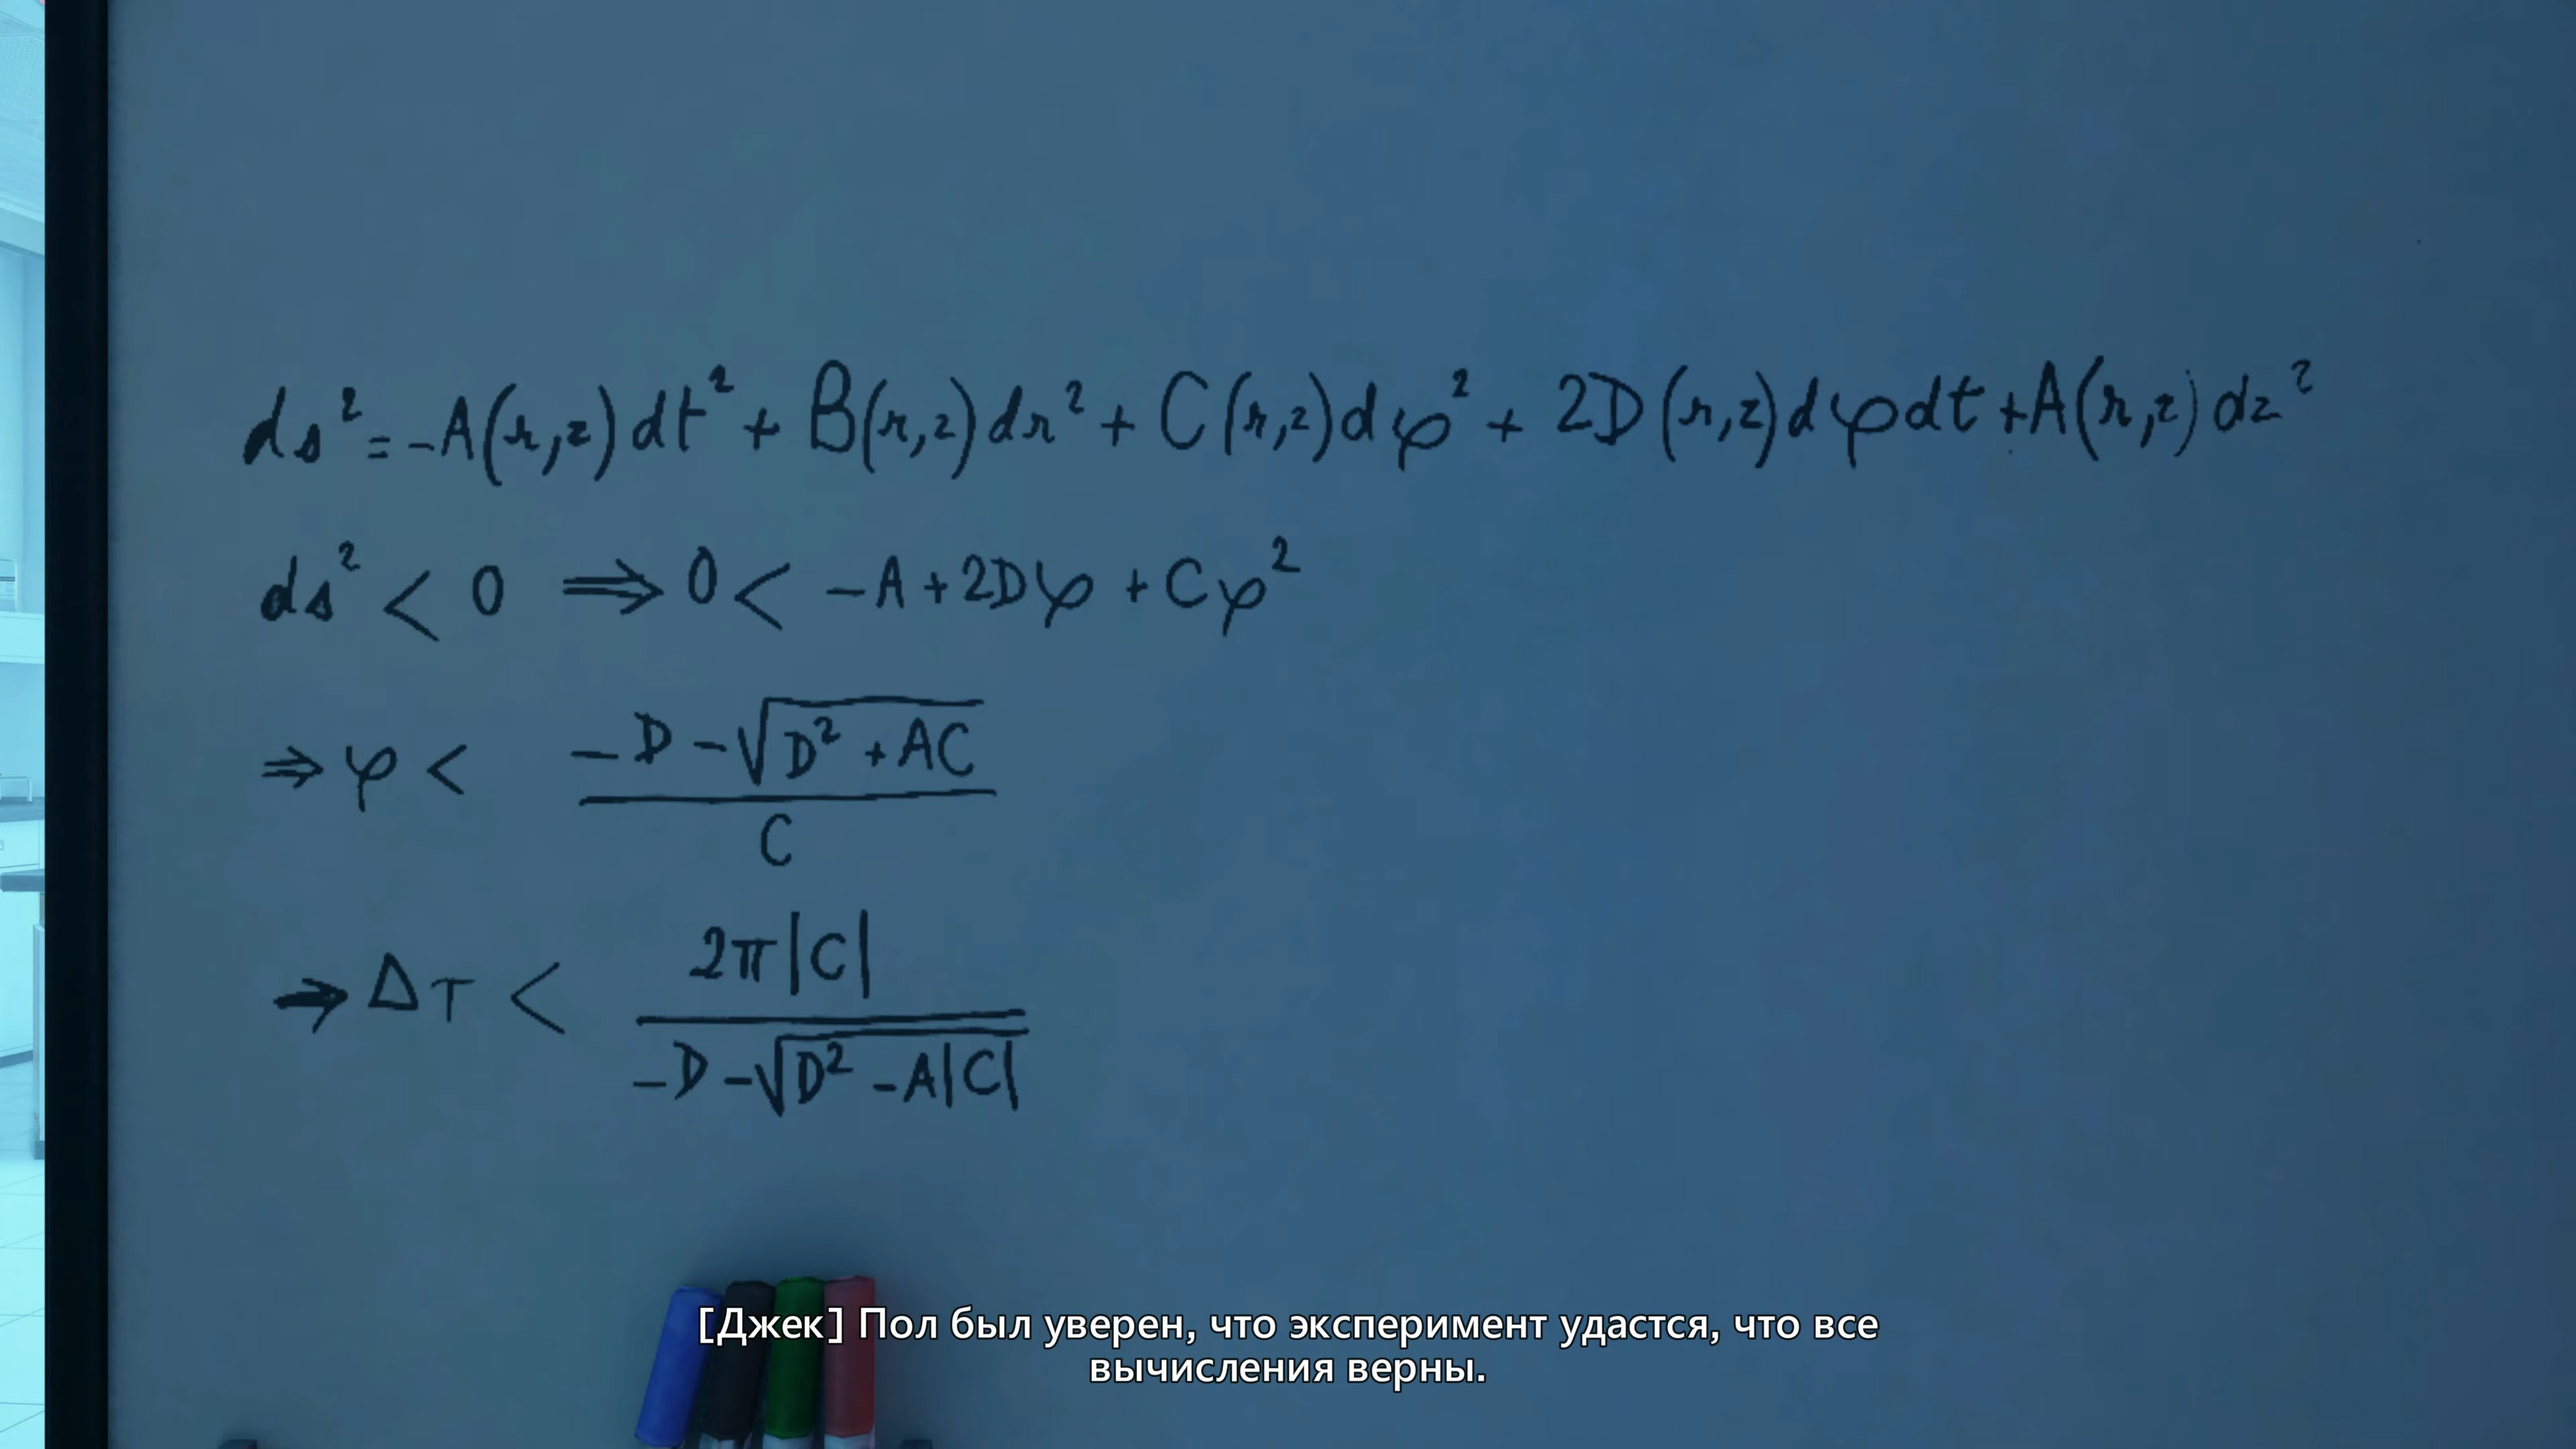 ds² = -A(r,z)dt² + B(r,z)dr² + C(r,z)dφ² + 2D(r,z)dφdt + A(r,z)dz²
ds² < 0 ⇒ 0 < -A + 2Dφ + Cφ²
⇒ φ < (-D - √(D² + AC)) / C
⇒ ΔT < 2π|C| / (-D - √(D² - A|C|))
[Джек] Пол был уверен, что эксперимент удастся, что все
вычисления верны.